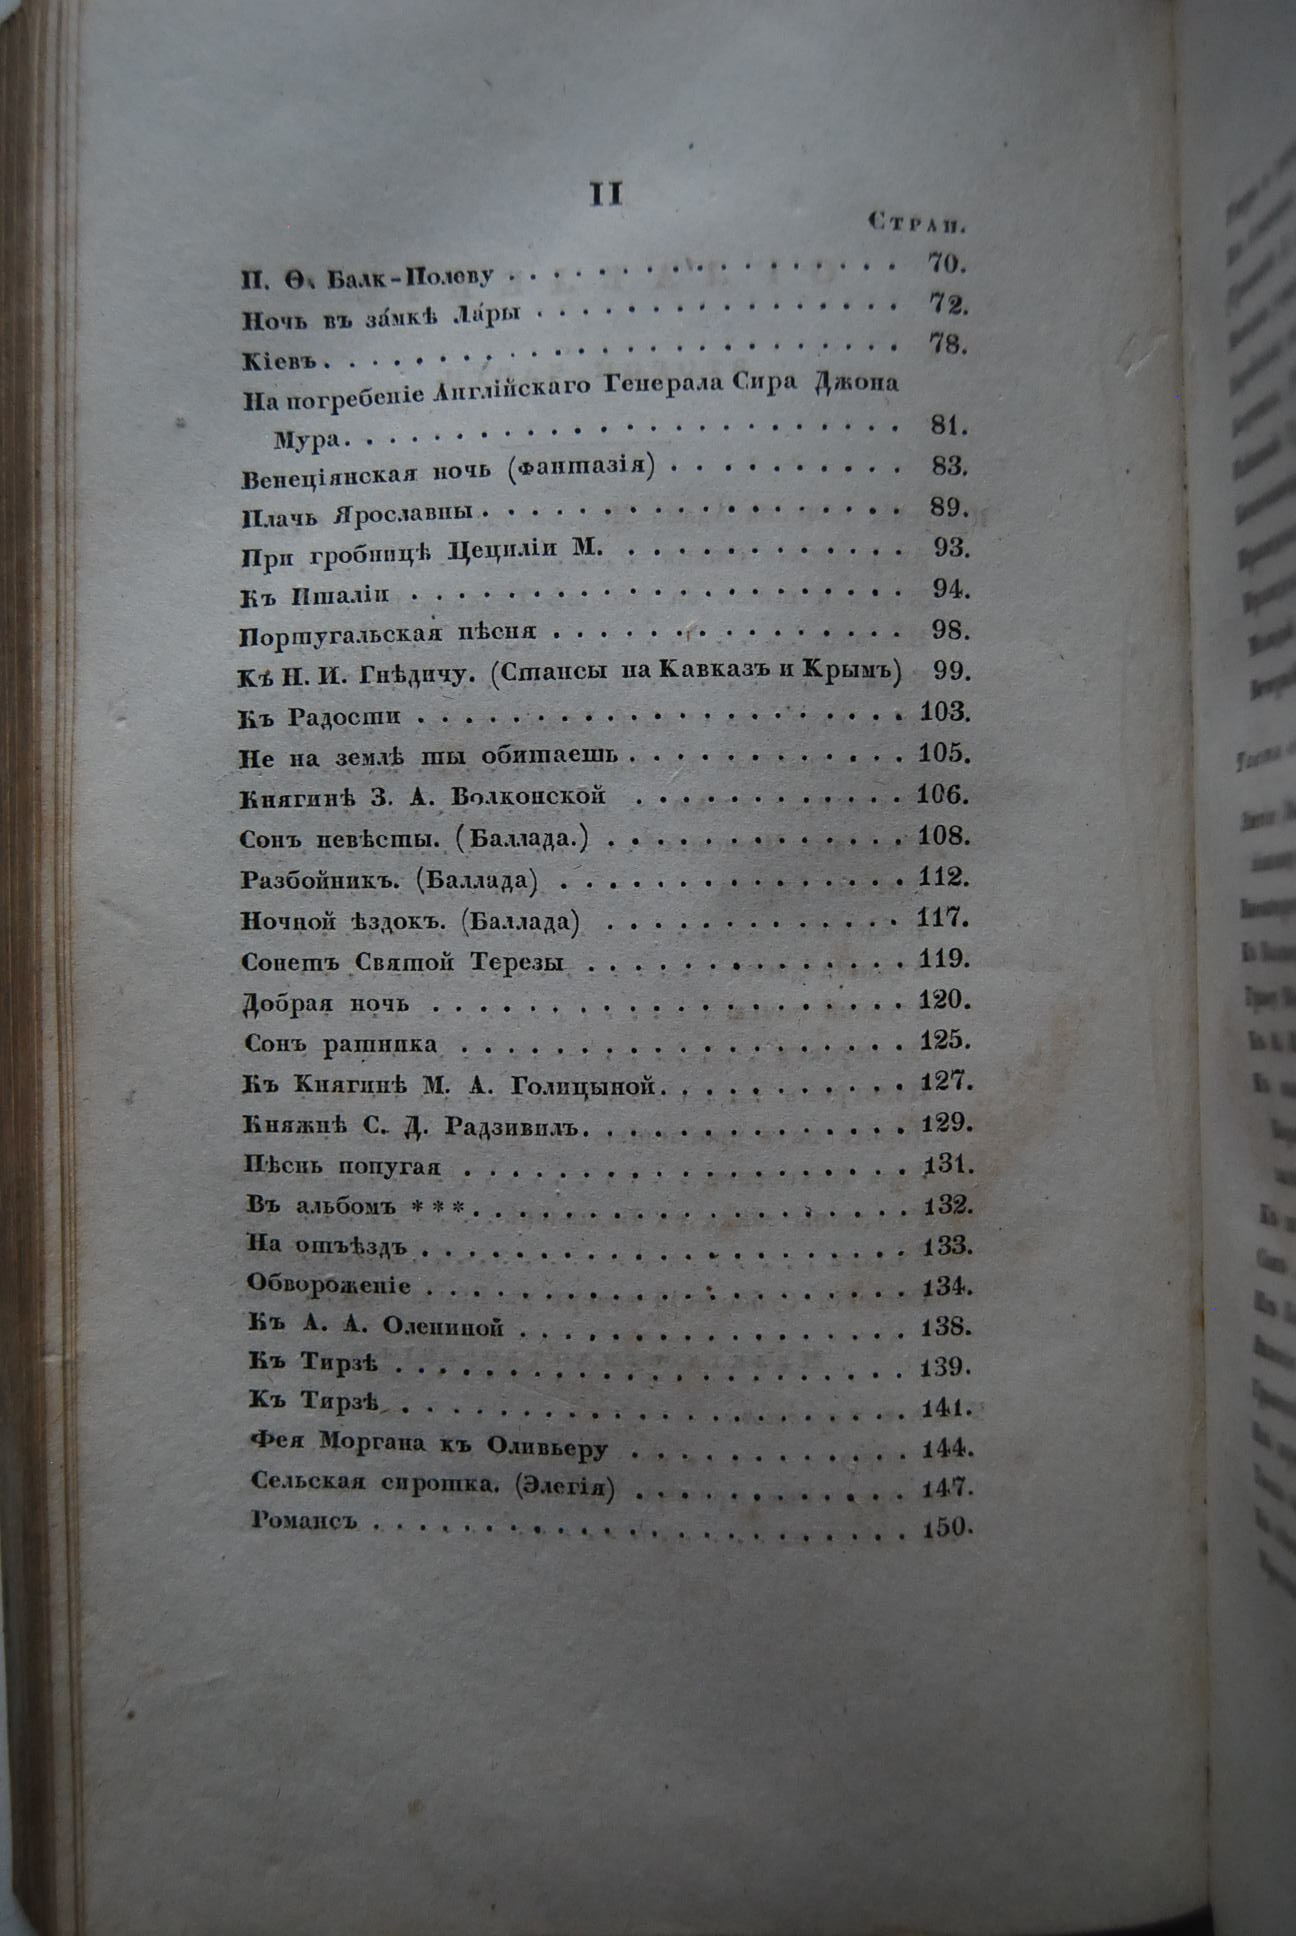 II
Стран.
П. Ѳ. Балк-Полеву . . . . . . . . . . . . . . . . . 70.
Ночь въ за́мкѣ Ла́ры . . . . . . . . . . . . . . . . 72.
Кіевъ. . . . . . . . . . . . . . . . . . . . . . . . . 78.
На погребеніе Англійскаго Генерала Сира Джона
Мура. . . . . . . . . . . . . . . . . . . . . . . . 81.
Венеціянская ночь (Фантазія) . . . . . . . . . . 83.
Плачь Ярославны. . . . . . . . . . . . . . . . . . 89.
При гробницѣ Цециліи М. . . . . . . . . . . . . 93.
Къ Италіи . . . . . . . . . . . . . . . . . . . . . 94.
Португальская пѣсня . . . . . . . . . . . . . . . 98.
Къ Н. И. Гнѣдичу. (Стансы на Кавказъ и Крымъ) 99.
Къ Радости . . . . . . . . . . . . . . . . . . . . 103.
Не на землѣ ты обитаешь. . . . . . . . . . . . 105.
Княгинѣ З. А. Волконской . . . . . . . . . . . . 106.
Сонъ невѣсты. (Баллада.) . . . . . . . . . . . . . 108.
Разбойникъ. (Баллада) . . . . . . . . . . . . . . . 112.
Ночной ѣздокъ. (Баллада) . . . . . . . . . . . . . 117.
Сонетъ Святой Терезы . . . . . . . . . . . . . . 119.
Добрая ночь . . . . . . . . . . . . . . . . . . . . 120.
Сонъ ратника . . . . . . . . . . . . . . . . . . . 125.
Къ Княгинѣ М. А. Голицыной. . . . . . . . . . . 127.
Княжнѣ С. Д. Радзивилъ. . . . . . . . . . . . . . 129.
Пѣснь попугая . . . . . . . . . . . . . . . . . . . 131.
Въ альбомъ * * *. . . . . . . . . . . . . . . . . . 132.
На отъѣздъ . . . . . . . . . . . . . . . . . . . . . 133.
Обвороженіе . . . . . . . . . . . . . . . . . . . . 134.
Къ А. А. Олениной . . . . . . . . . . . . . . . . 138.
Къ Тирзѣ . . . . . . . . . . . . . . . . . . . . . . 139.
Къ Тирзѣ . . . . . . . . . . . . . . . . . . . . . . 141.
Фея Моргана къ Оливьеру . . . . . . . . . . . . 144.
Сельская сиротка. (Элегія) . . . . . . . . . . . . 147.
Романсъ . . . . . . . . . . . . . . . . . . . . . . . 150.